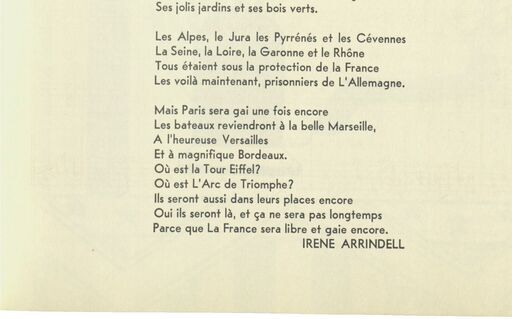 Ses jolis jardins et ses bois verts.
Les Alpes, le Jura les Pyrrénés et les Cévennes
La Seine, la Loire, la Garonne et le Rhône
Tous étaient sous la protection de la France
Les voilà maintenant, prisonniers de L'Allemagne.
Mais Paris sera gai une fois encore
Les bateaux reviendront à la belle Marseille,
A l'heureuse Versailles
Et à magnifique Bordeaux.
Où est la Tour Eiffel?
Où est L'Arc de Triomphe?
Ils seront aussi dans leurs places encore
Oui ils seront là, et ça ne sera pas longtemps
Parce que La France sera libre et gaie encore.
IRENE ARRINDELL